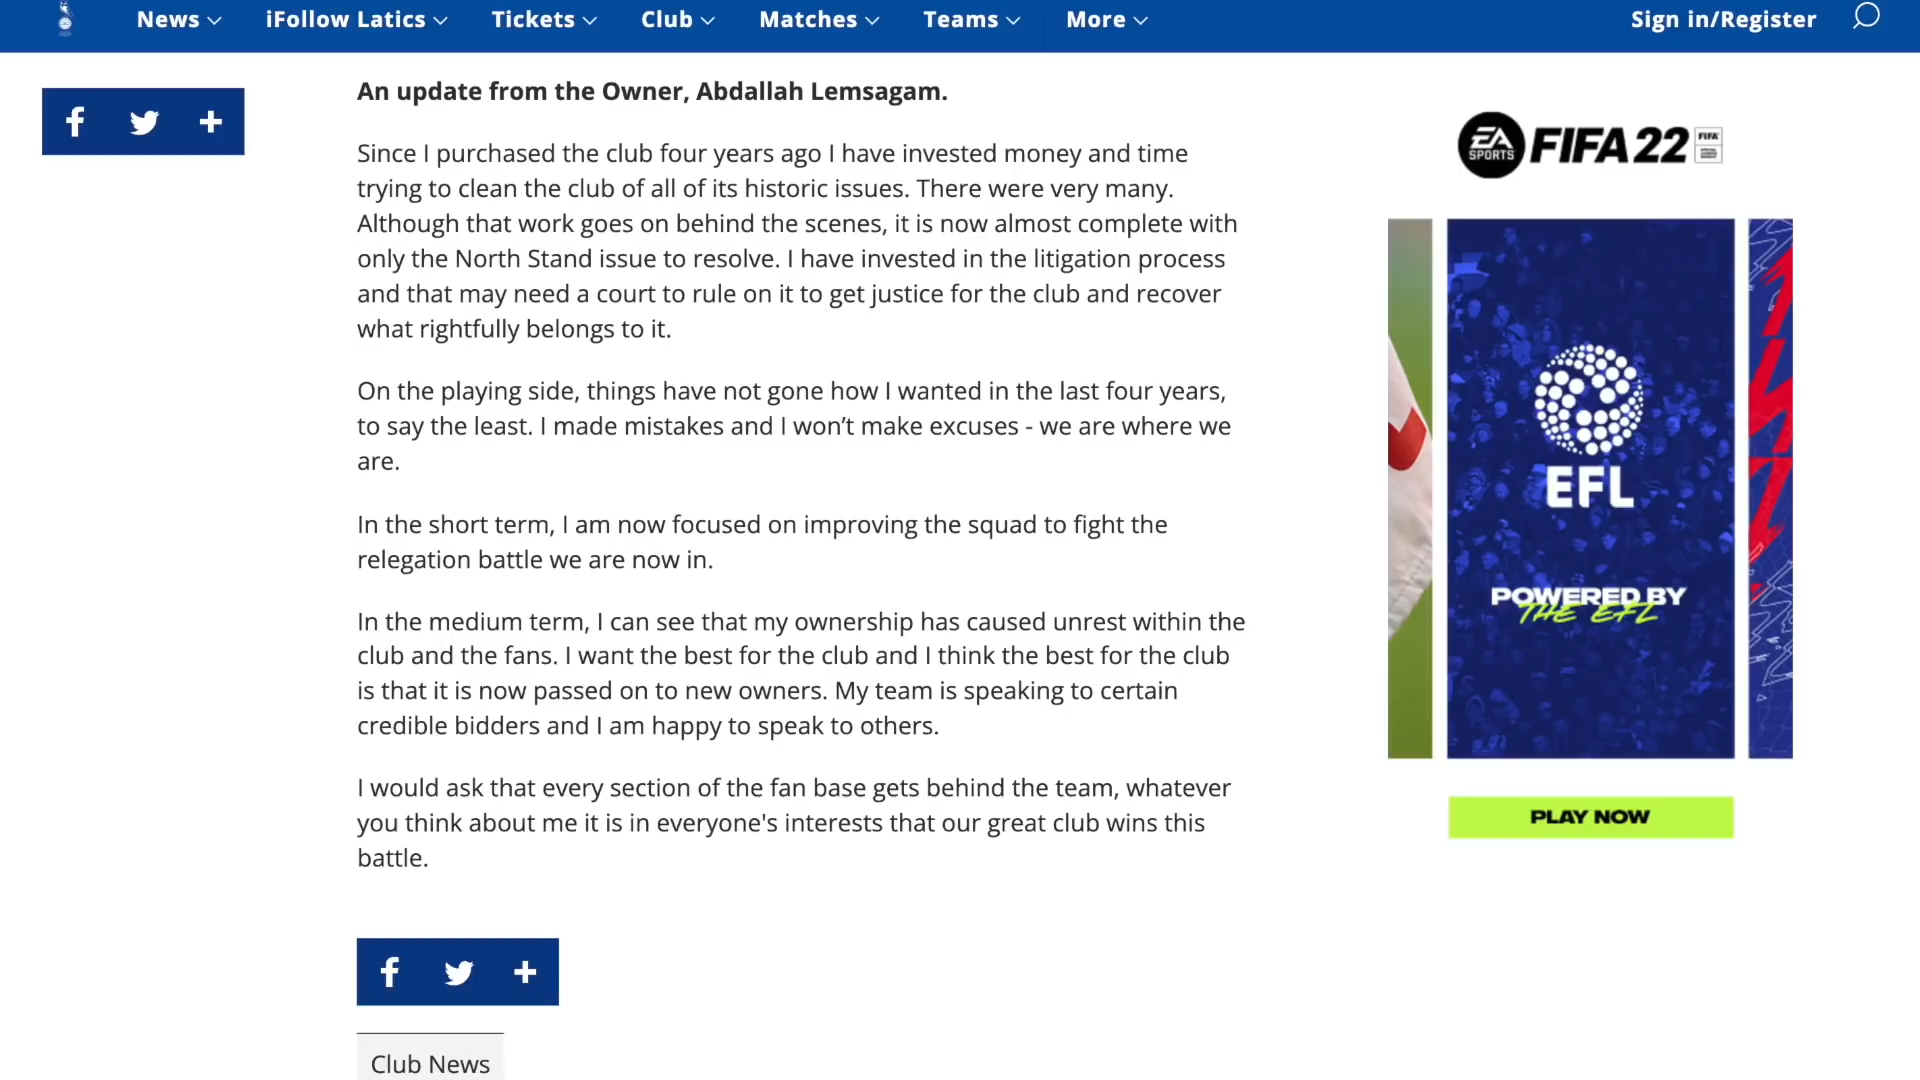 News
iFollow Latics
Tickets
Club
Matches
Teams
More
Sign in/Register
An update from the Owner, Abdallah Lemsagam.
Since I purchased the club four years ago I have invested money and time
trying to clean the club of all of its historic issues. There were very many.
Although that work goes on behind the scenes, it is now almost complete with
only the North Stand issue to resolve. I have invested in the litigation process
and that may need a court to rule on it to get justice for the club and recover
what rightfully belongs to it.
On the playing side, things have not gone how I wanted in the last four years,
to say the least. I made mistakes and I won’t make excuses - we are where we
are.
In the short term, I am now focused on improving the squad to fight the
relegation battle we are now in.
In the medium term, I can see that my ownership has caused unrest within the
club and the fans. I want the best for the club and I think the best for the club
is that it is now passed on to new owners. My team is speaking to certain
credible bidders and I am happy to speak to others.
I would ask that every section of the fan base gets behind the team, whatever
you think about me it is in everyone's interests that our great club wins this
battle.
Club News
EA
SPORTS
FIFA 22
FIFA
EFL
POWERED BY
THE EFL
PLAY NOW